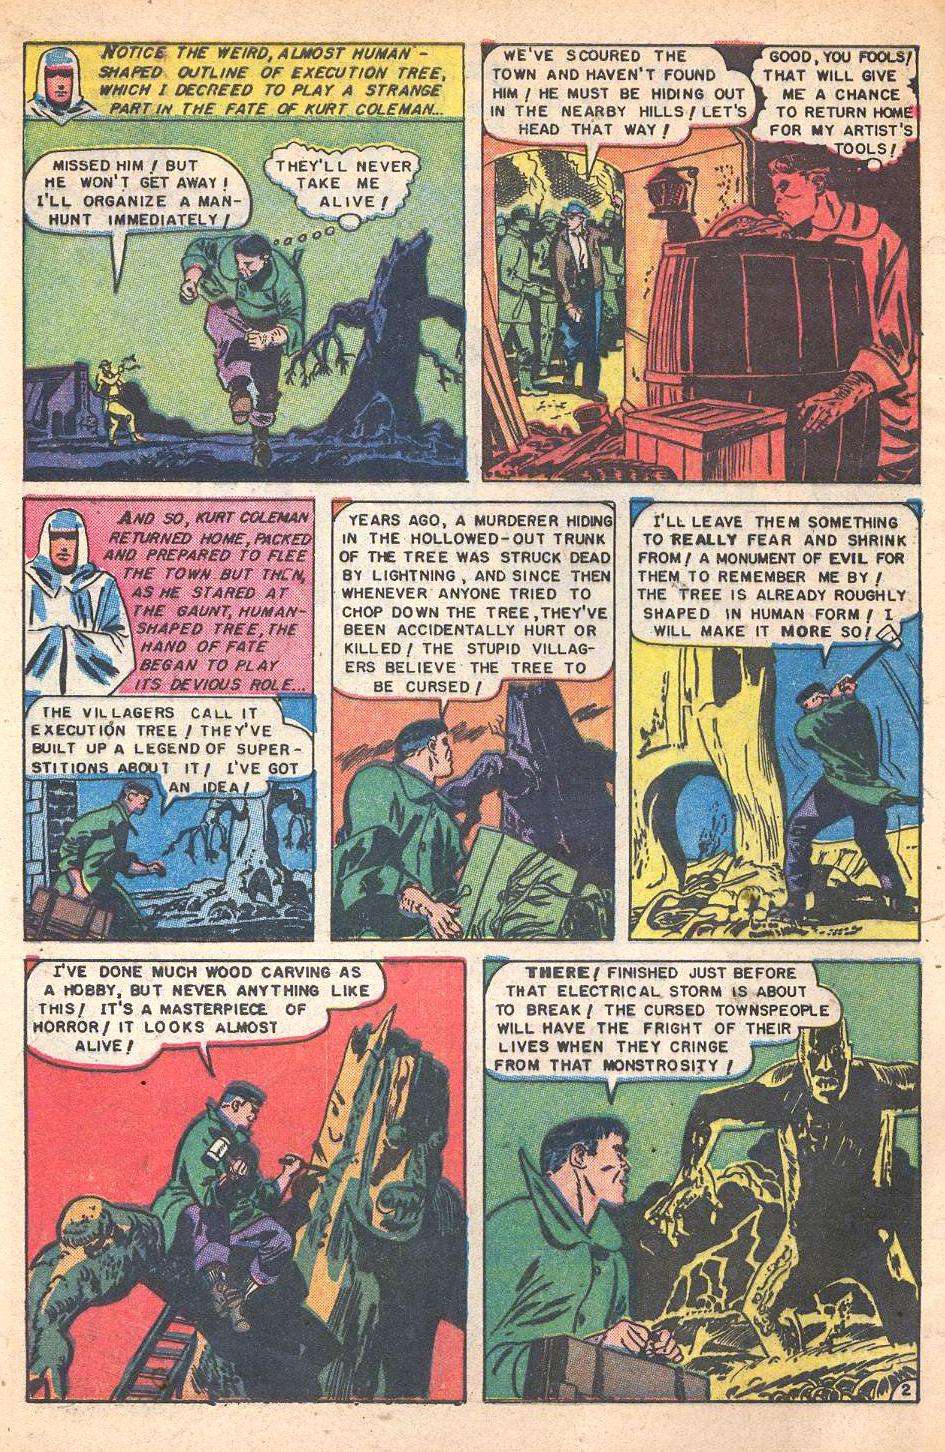 NOTICE THE WEIRD, ALMOST HUMAN-
SHAPED OUTLINE OF EXECUTION TREE,
WHICH I DECREED TO PLAY A STRANGE
PART IN THE FATE OF KURT COLEMAN...
MISSED HIM! BUT
HE WON'T GET AWAY!
I'LL ORGANIZE A MAN-
HUNT IMMEDIATELY!
THEY'LL NEVER
TAKE ME
ALIVE!
WE'VE SCOURED THE
TOWN AND HAVEN'T FOUND
HIM! HE MUST BE HIDING OUT
IN THE NEARBY HILLS! LET'S
HEAD THAT WAY!
GOOD, YOU FOOLS!
THAT WILL GIVE
ME A CHANCE
TO RETURN HOME
FOR MY ARTIST'S
TOOLS!
AND SO, KURT COLEMAN
RETURNED HOME, PACKED
AND PREPARED TO FLEE
THE TOWN BUT THEN,
AS HE STARED AT
THE GAUNT, HUMAN-
SHAPED TREE, THE
HAND OF FATE
BEGAN TO PLAY
ITS DEVIOUS ROLE...
THE VILLAGERS CALL IT
EXECUTION TREE! THEY'VE
BUILT UP A LEGEND OF SUPER-
STITIONS ABOUT IT! I'VE GOT
AN IDEA!
YEARS AGO, A MURDERER HIDING
IN THE HOLLOWED-OUT TRUNK
OF THE TREE WAS STRUCK DEAD
BY LIGHTNING, AND SINCE THEN
WHENEVER ANYONE TRIED TO
CHOP DOWN THE TREE, THEY'VE
BEEN ACCIDENTALLY HURT OR
KILLED! THE STUPID VILLAG-
ERS BELIEVE THE TREE TO
BE CURSED!
I'LL LEAVE THEM SOMETHING
TO REALLY FEAR AND SHRINK
FROM! A MONUMENT OF EVIL FOR
THEM TO REMEMBER ME BY!
THE TREE IS ALREADY ROUGHLY
SHAPED IN HUMAN FORM! I
WILL MAKE IT MORE SO!
I'VE DONE MUCH WOOD CARVING AS
A HOBBY, BUT NEVER ANYTHING LIKE
THIS! IT'S A MASTERPIECE OF
HORROR! IT LOOKS ALMOST
ALIVE!
THERE! FINISHED JUST BEFORE
THAT ELECTRICAL STORM IS ABOUT
TO BREAK! THE CURSED TOWNSPEOPLE
WILL HAVE THE FRIGHT OF THEIR
LIVES WHEN THEY CRINGE
FROM THAT MONSTROSITY!
2